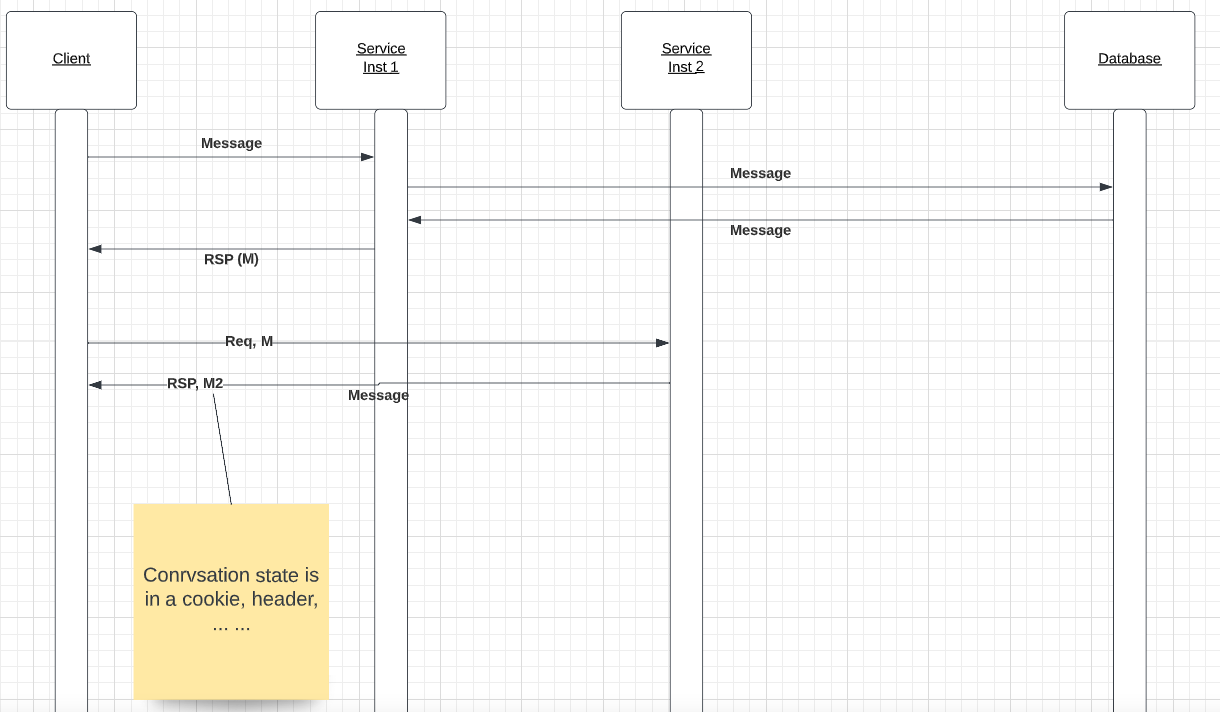 Client
Service
Inst 1
Service
Inst 2
Database
Message
Message
Message
RSP (M)
Req, M
RSP, M2
Message
Conrvsation state is
in a cookie, header,
... ...